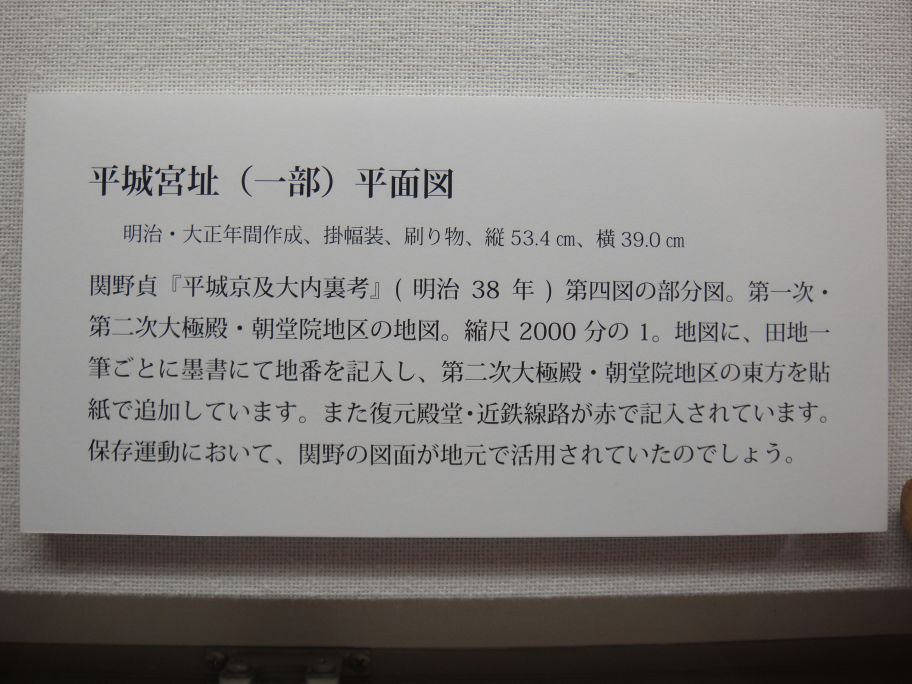 平城宮址（一部）平面図
明治・大正年間作成、掛幅装、刷り物、縦 53.4 ㎝、横 39.0 ㎝
関野貞『平城京及大内裏考』( 明治 38 年 ) 第四図の部分図。第一次・
第二次大極殿・朝堂院地区の地図。縮尺 2000 分の 1。地図に、田地一
筆ごとに墨書にて地番を記入し、第二次大極殿・朝堂院地区の東方を貼
紙で追加しています。また復元殿堂・近鉄線路が赤で記入されています。
保存運動において、関野の図面が地元で活用されていたのでしょう。